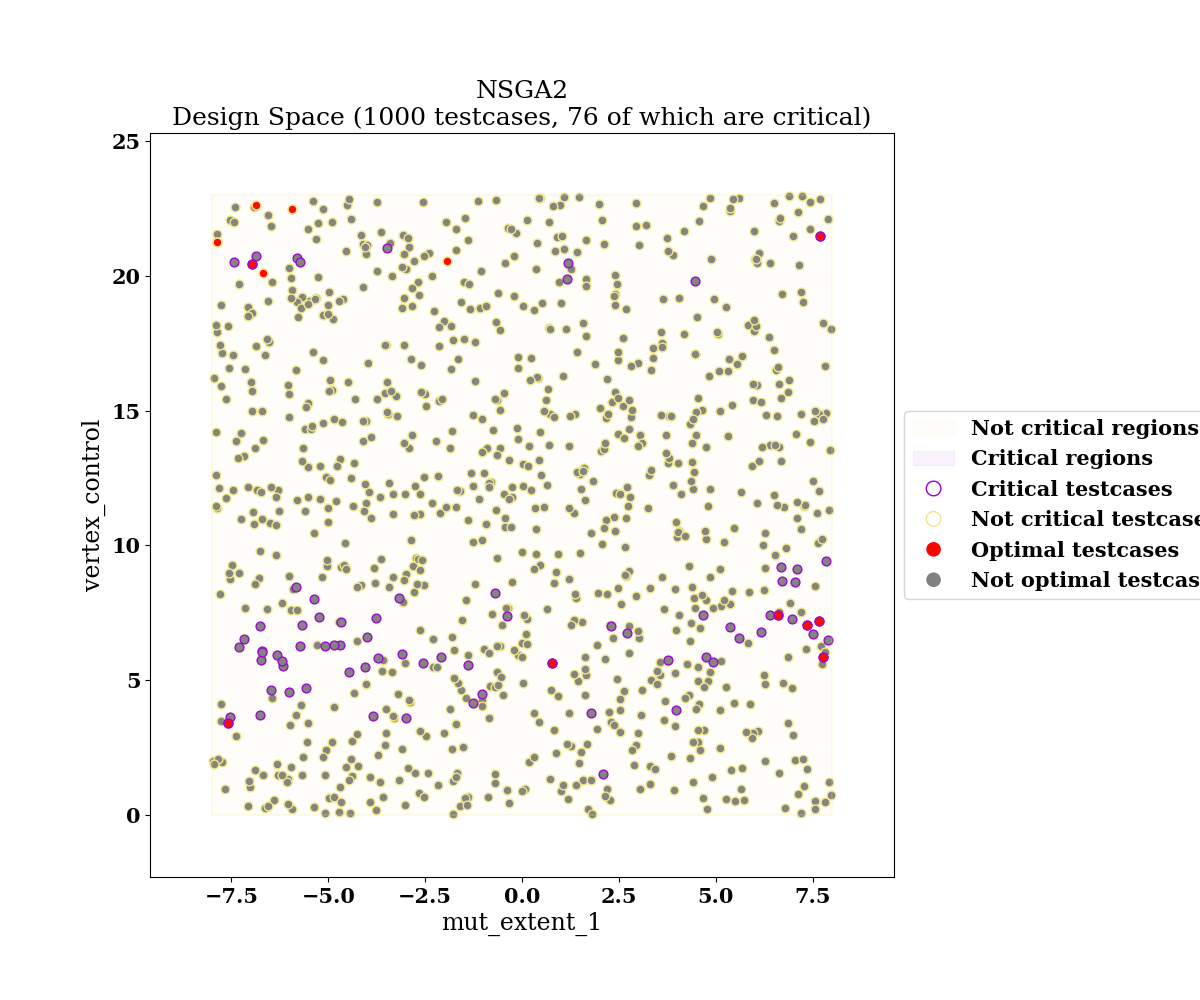 NSGA2
Design Space (1000 testcases, 76 of which are critical)
25
20
15
10
5
0
vertex_control
−7.5
−5.0
−2.5
0.0
2.5
5.0
7.5
mut_extent_1
Not critical regions
Critical regions
Critical testcases
Not critical testcase
Optimal testcases
Not optimal testcas